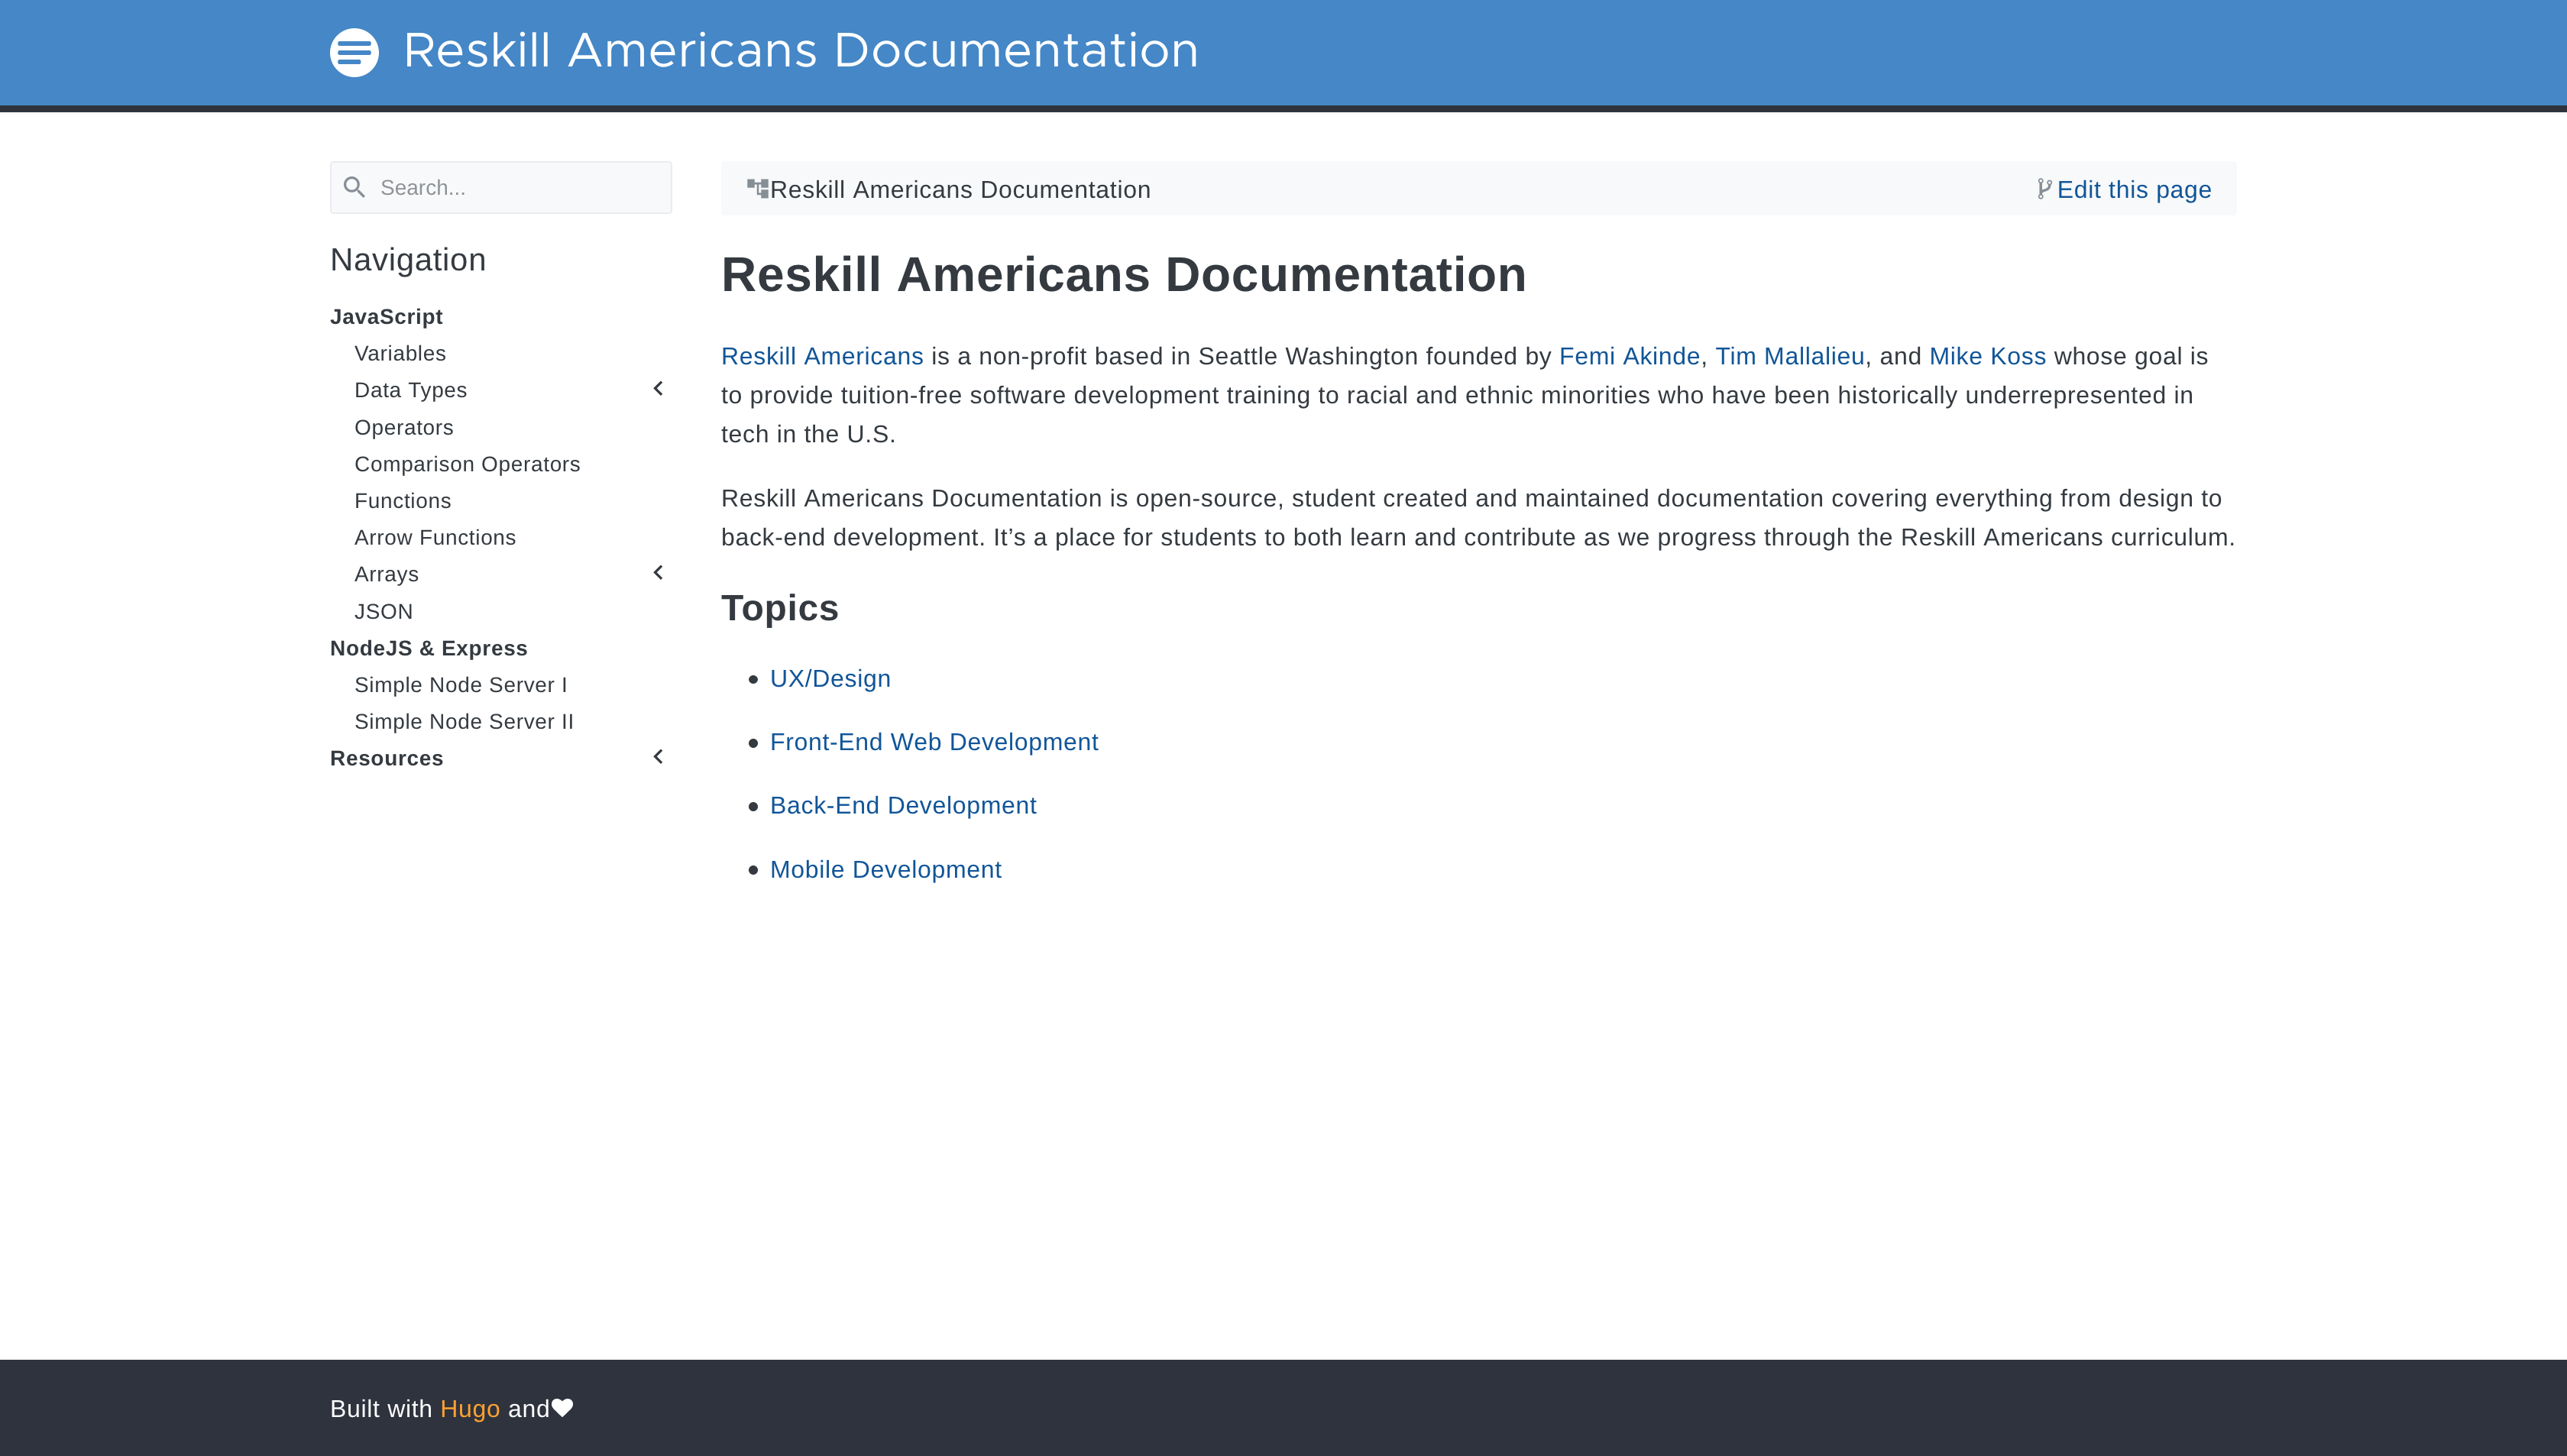 Reskill Americans Documentation
Search...
Navigation
JavaScript
Variables
Data Types
Operators
Comparison Operators
Functions
Arrow Functions
Arrays
JSON
NodeJS & Express
Simple Node Server I
Simple Node Server II
Resources
Reskill Americans Documentation
Edit this page
Reskill Americans Documentation
Reskill Americans is a non-profit based in Seattle Washington founded by Femi Akinde, Tim Mallalieu, and Mike Koss whose goal is
to provide tuition-free software development training to racial and ethnic minorities who have been historically underrepresented in
tech in the U.S.
Reskill Americans Documentation is open-source, student created and maintained documentation covering everything from design to
back-end development. It’s a place for students to both learn and contribute as we progress through the Reskill Americans curriculum.
Topics
UX/Design
Front-End Web Development
Back-End Development
Mobile Development
Built with Hugo and